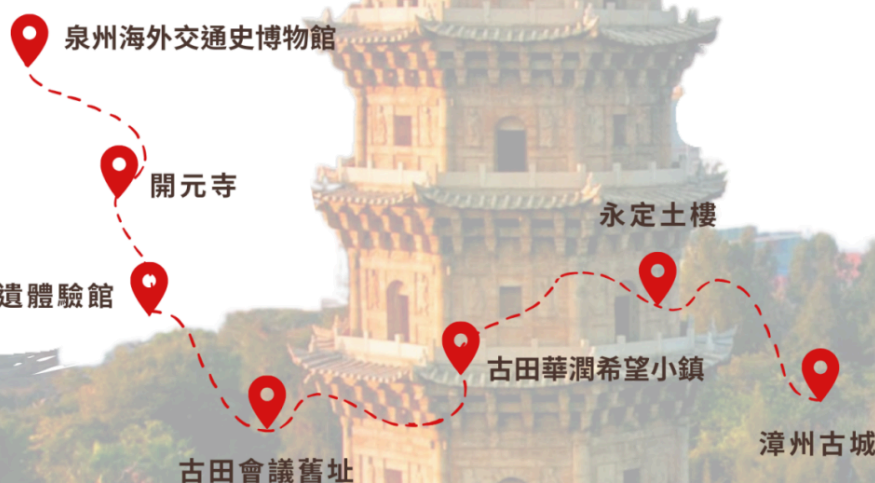 泉州海外交通史博物館
開元寺
遺體驗館
古田會議舊址
古田華潤希望小鎮
永定土樓
漳州古城